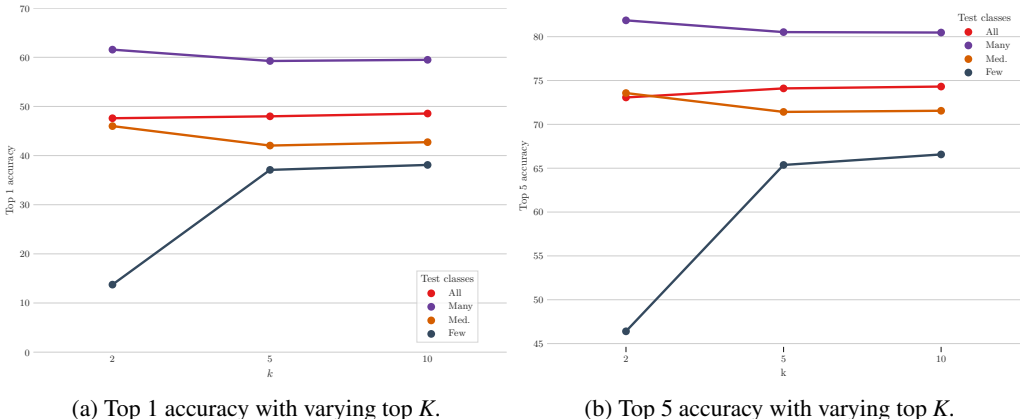 70
60
50
40
30
20
10
0
Top 1 accuracy
2 5 10
k
Test classes
All
Many
Med.
Few
(a) Top 1 accuracy with varying top K.
80
75
70
65
60
55
50
45
Top 5 accuracy
2 5 10
k
Test classes
All
Many
Med.
Few
(b) Top 5 accuracy with varying top K.